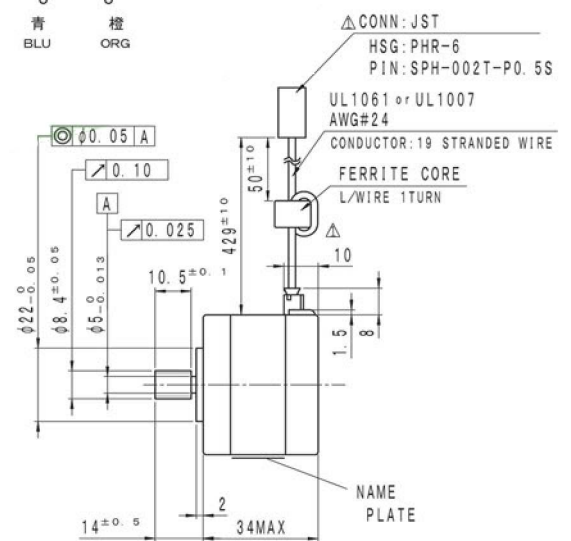 青 橙
BLU ORG
⚠ CONN:JST
HSG:PHR-6
PIN:SPH-002T-P0.5S
UL1061 or UL1007
AWG#24
CONDUCTOR:19 STRANDED WIRE
FERRITE CORE
L/WIRE 1TURN
◎ φ0.05 A
↗ 0.10
A
↗ 0.025
50±10
429±10
⚠
10
10.5±0.1
φ22 0 -0.05
φ8.4±0.05
φ5 0 -0.013
1.5
8
2
14±0.5
34MAX
NAME
PLATE